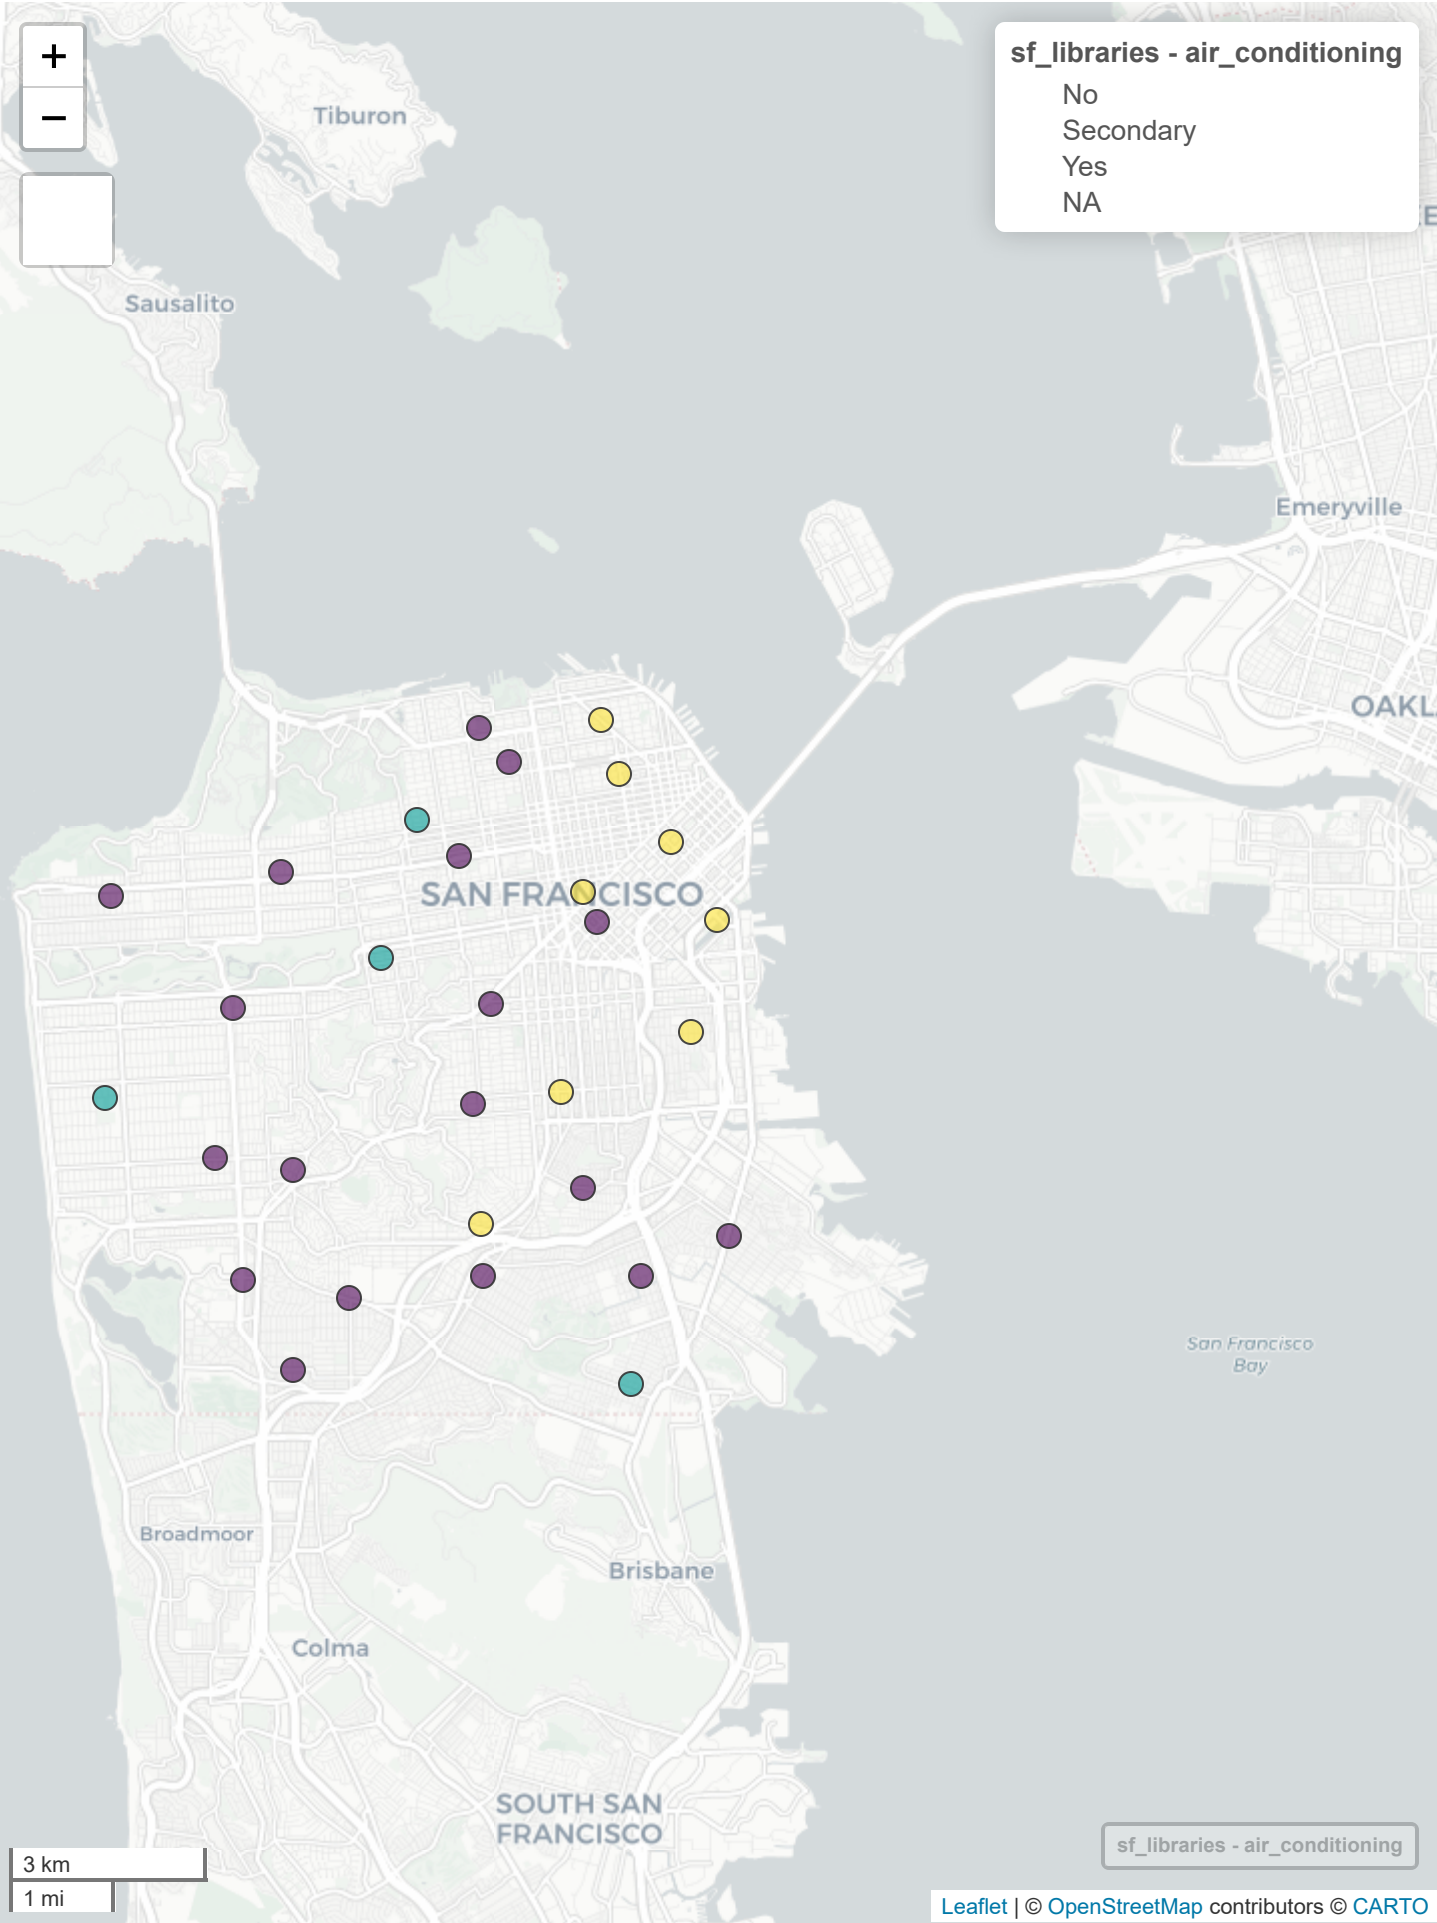 +
−
sf_libraries - air_conditioning
No
Secondary
Yes
NA
Tiburon
Sausalito
Emeryville
OAKL
SAN FRANCISCO
San Francisco
Bay
Broadmoor
Brisbane
Colma
SOUTH SAN
FRANCISCO
sf_libraries - air_conditioning
3 km
1 mi
Leaflet | © OpenStreetMap contributors © CARTO